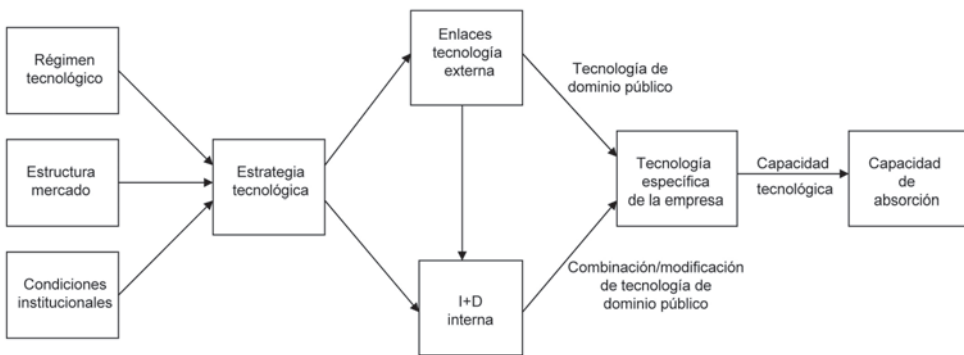 Régimen
tecnológico
Estructura
mercado
Condiciones
institucionales
Estrategia
tecnológica
Enlaces
tecnología
externa
I+D
interna
Tecnología de
dominio público
Combinación/modificación
de tecnología de
dominio público
Tecnología
específica
de la empresa
Capacidad
tecnológica
Capacidad
de
absorción